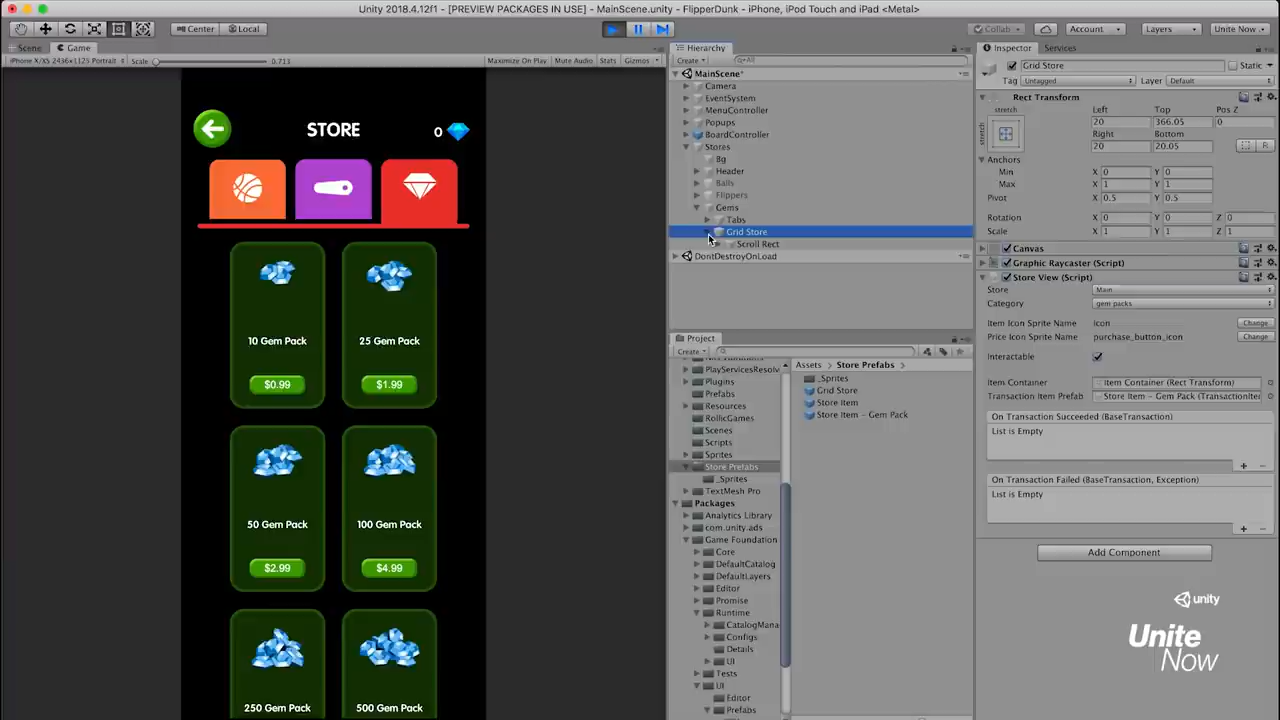 Unity 2018.4.12f1 - [PREVIEW PACKAGES IN USE] - MainScene.unity - FlipperDunk - iPhone, iPod Touch and iPad <Metal>
Center Local Collab Account Layers Unite Now
Scene Game
iPhone X/XS 2436x1125 Portrait Scale 0.713 Maximize On Play Mute Audio Stats Gizmos
STORE 0
10 Gem Pack 25 Gem Pack
$0.99 $1.99
50 Gem Pack 100 Gem Pack
$2.99 $4.99
250 Gem Pack 500 Gem Pack
Hierarchy
Create All
MainScene*
Camera
EventSystem
MenuController
Popups
BoardController
Stores
Bg
Header
Balls
Flippers
Gems
Tabs
Grid Store
Scroll Rect
DontDestroyOnLoad
Project
Create
PlayServicesResolv
Plugins
Prefabs
Resources
RollicGames
Scenes
Scripts
Sprites
Store Prefabs
_Sprites
TextMesh Pro
Packages
Analytics Library
com.unity.ads
Game Foundation
Core
DefaultCatalog
DefaultLayers
Editor
Promise
Runtime
CatalogMana
Configs
Details
UI
Tests
UI
Editor
Prefabs
Assets > Store Prefabs >
_Sprites
Grid Store
Store Item
Store Item - Gem Pack
Inspector Services
Grid Store Static
Tag Untagged Layer Default
Rect Transform
stretch Left Top Pos Z
stretch 20 366.05 0
Right Bottom
20 20.05 R
Anchors
Min X 0 Y 0
Max X 1 Y 1
Pivot X 0.5 Y 0.5
Rotation X 0 Y 0 Z 0
Scale X 1 Y 1 Z 1
Canvas
Graphic Raycaster (Script)
Store View (Script)
Store Main
Category gem packs
Item Icon Sprite Name icon Change
Price Icon Sprite Name purchase_button_icon Change
Interactable
Item Container Item Container (Rect Transform)
Transaction Item Prefab Store Item - Gem Pack (TransactionItem
On Transaction Succeeded (BaseTransaction)
List is Empty
On Transaction Failed (BaseTransaction, Exception)
List is Empty
Add Component
unity
Unite
Now